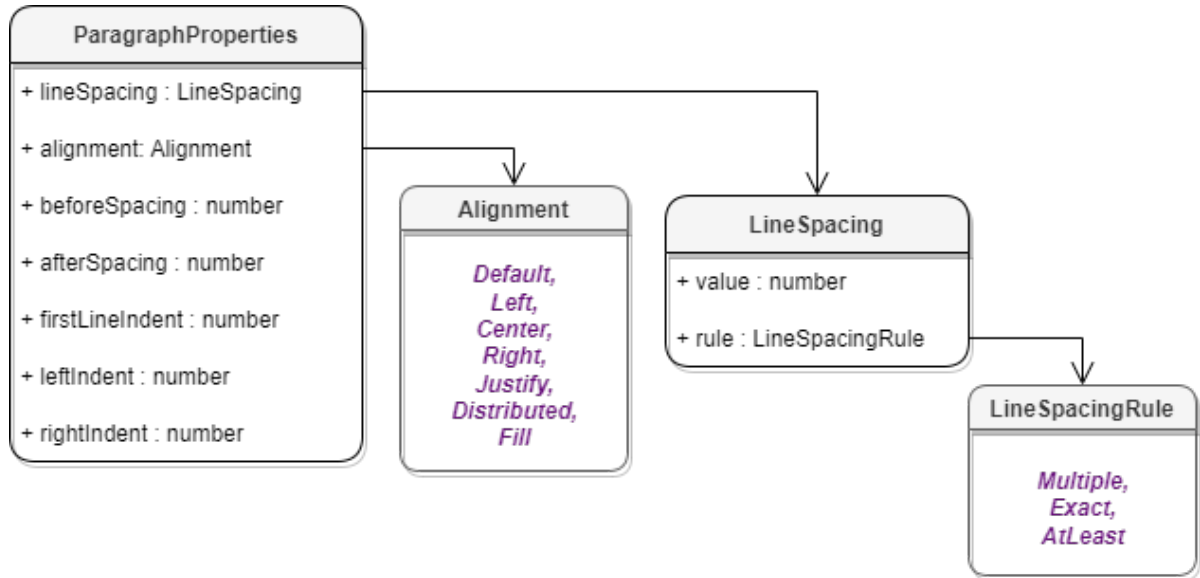 ParagraphProperties
+ lineSpacing : LineSpacing
+ alignment: Alignment
+ beforeSpacing : number
+ afterSpacing : number
+ firstLineIndent : number
+ leftIndent : number
+ rightIndent : number
Alignment
Default,
Left,
Center,
Right,
Justify,
Distributed,
Fill
LineSpacing
+ value : number
+ rule : LineSpacingRule
LineSpacingRule
Multiple,
Exact,
AtLeast